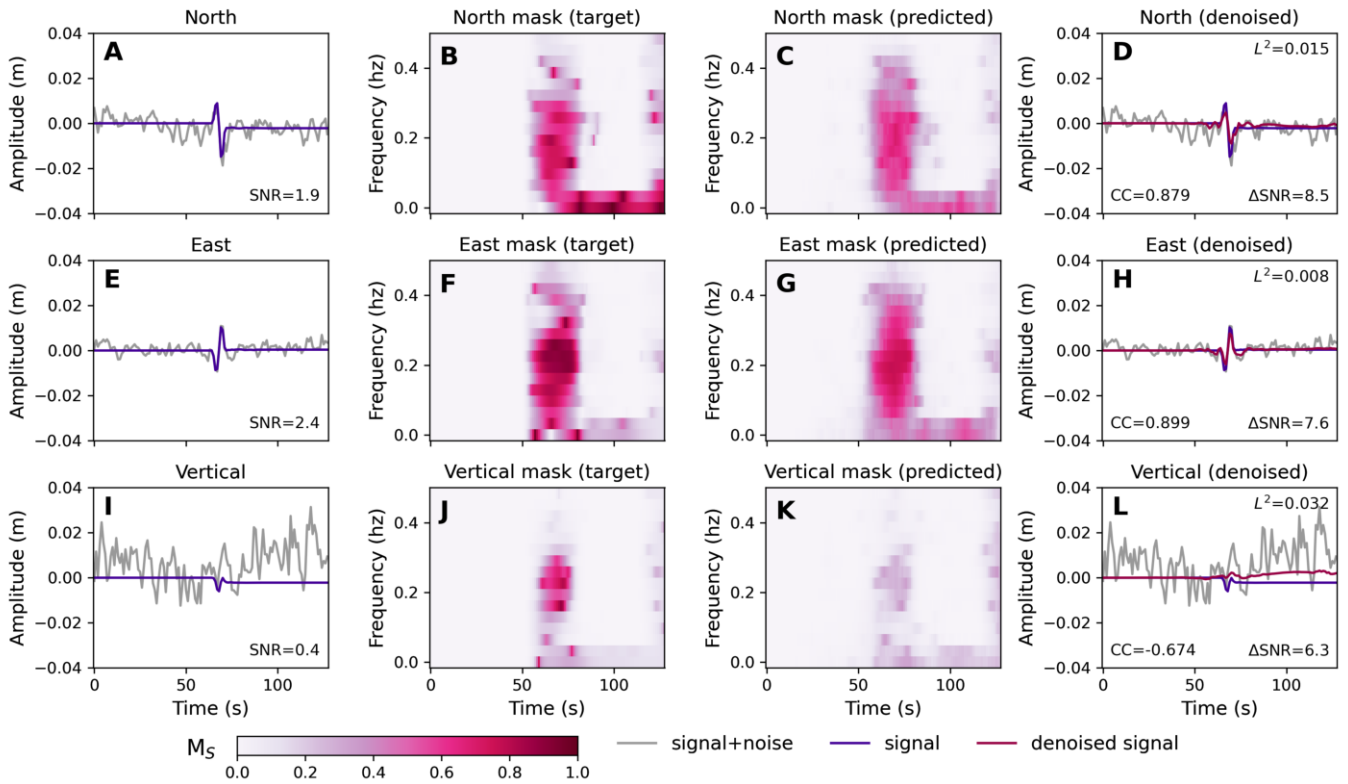 North
North mask (target)
North mask (predicted)
North (denoised)
A
B
C
D
L²=0.015
0.04
0.02
0.00
−0.02
−0.04
Amplitude (m)
SNR=1.9
0.4
0.2
0.0
Frequency (hz)
0.4
0.2
0.0
Frequency (hz)
0.04
0.02
0.00
−0.02
−0.04
Amplitude (m)
CC=0.879
ΔSNR=8.5
East
East mask (target)
East mask (predicted)
East (denoised)
E
F
G
H
L²=0.008
0.04
0.02
0.00
−0.02
−0.04
Amplitude (m)
SNR=2.4
0.4
0.2
0.0
Frequency (hz)
0.4
0.2
0.0
Frequency (hz)
0.04
0.02
0.00
−0.02
−0.04
Amplitude (m)
CC=0.899
ΔSNR=7.6
Vertical
Vertical mask (target)
Vertical mask (predicted)
Vertical (denoised)
I
J
K
L
L²=0.032
0.04
0.02
0.00
−0.02
−0.04
Amplitude (m)
SNR=0.4
0.4
0.2
0.0
Frequency (hz)
0.4
0.2
0.0
Frequency (hz)
0.04
0.02
0.00
−0.02
−0.04
Amplitude (m)
CC=-0.674
ΔSNR=6.3
0 50 100
0 50 100
0 50 100
0 50 100
Time (s)
Time (s)
Time (s)
Time (s)
M_S
0.0 0.2 0.4 0.6 0.8 1.0
signal+noise
signal
denoised signal